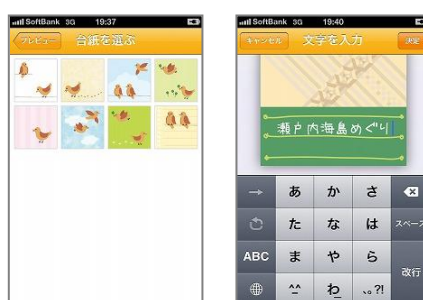 SoftBank 3G 19:37
プレビュー 台紙を選ぶ
SoftBank 3G 19:40
キャンセル 文字を入力 決定
瀬戸内海島めぐり
→ あ か さ
た な は スペース
ABC ま や ら 改行
^^ わ 、。?!